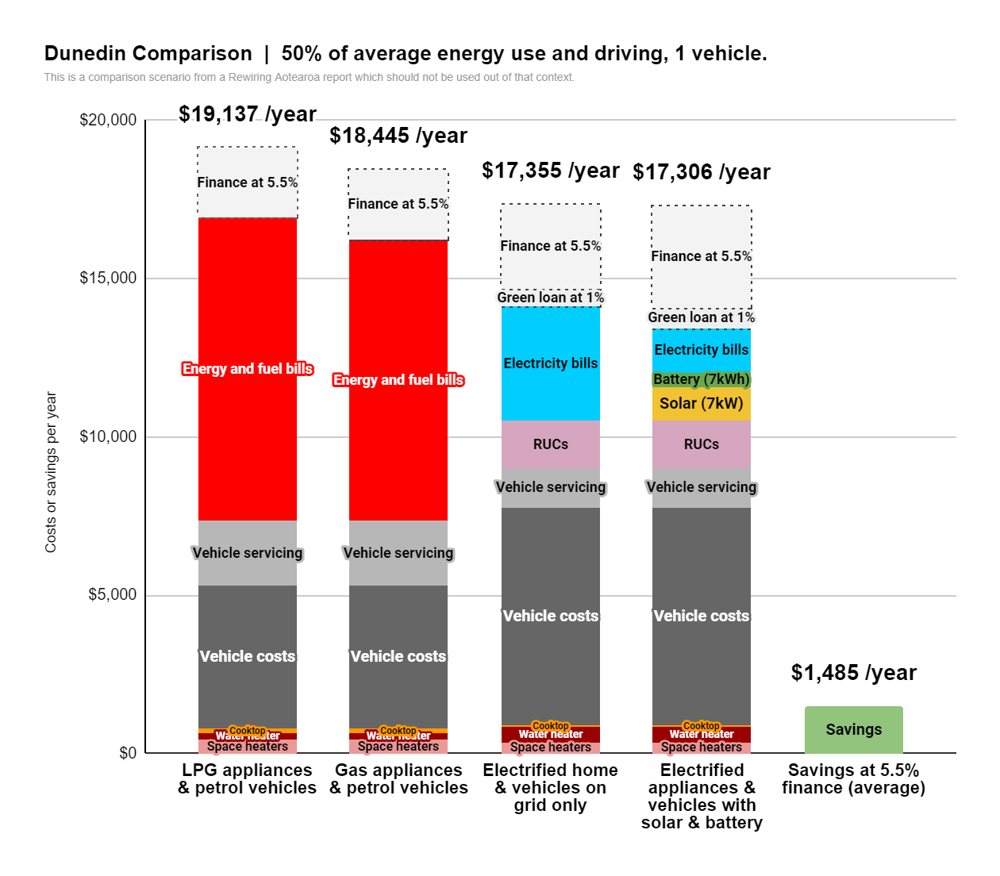 Dunedin Comparison | 50% of average energy use and driving, 1 vehicle.
This is a comparison scenario from a Rewiring Aotearoa report which should not be used out of that context.
Costs or savings per year
$20,000
$15,000
$10,000
$5,000
$0
$19,137 /year
Finance at 5.5%
Energy and fuel bills
Vehicle servicing
Vehicle costs
Cooktop
Water heater
Space heaters
LPG appliances
& petrol vehicles
$18,445 /year
Finance at 5.5%
Energy and fuel bills
Vehicle servicing
Vehicle costs
Cooktop
Water heater
Space heaters
Gas appliances
& petrol vehicles
$17,355 /year
Finance at 5.5%
Green loan at 1%
Electricity bills
RUCs
Vehicle servicing
Vehicle costs
Cooktop
Water heater
Space heaters
Electrified home
& vehicles on
grid only
$17,306 /year
Finance at 5.5%
Green loan at 1%
Electricity bills
Battery (7kWh)
Solar (7kW)
RUCs
Vehicle servicing
Vehicle costs
Cooktop
Water heater
Space heaters
Electrified
appliances &
vehicles with
solar & battery
$1,485 /year
Savings
Savings at 5.5%
finance (average)